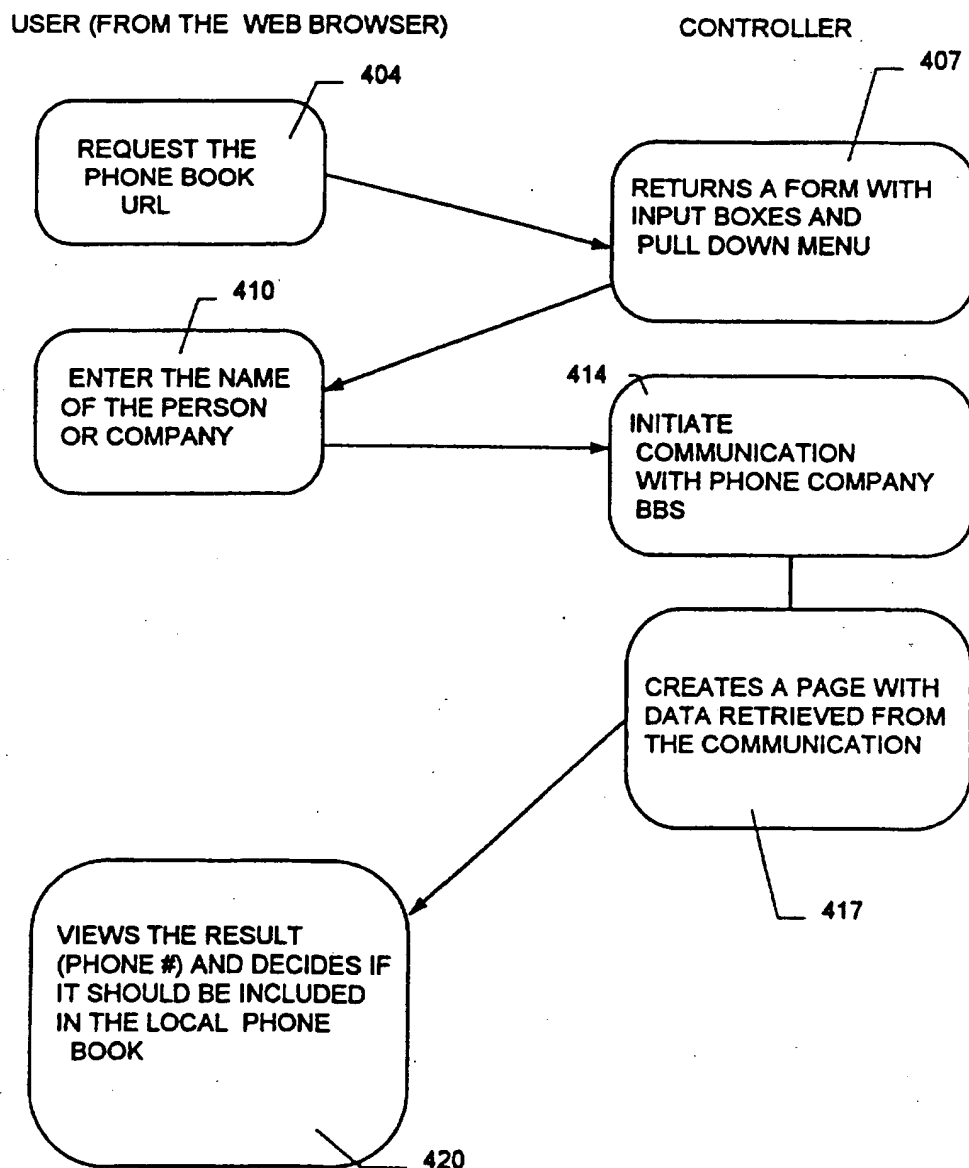 USER (FROM THE WEB BROWSER)
CONTROLLER
404
407
REQUEST THE
PHONE BOOK
URL
RETURNS A FORM WITH
INPUT BOXES AND
PULL DOWN MENU
410
ENTER THE NAME
OF THE PERSON
OR COMPANY
414
INITIATE
COMMUNICATION
WITH PHONE COMPANY
BBS
CREATES A PAGE WITH
DATA RETRIEVED FROM
THE COMMUNICATION
417
VIEWS THE RESULT
(PHONE #) AND DECIDES IF
IT SHOULD BE INCLUDED
IN THE LOCAL PHONE
BOOK
420